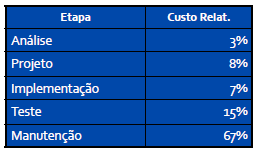 Etapa Custo Relat.
Análise 3%
Projeto 8%
Implementação 7%
Teste 15%
Manutenção 67%